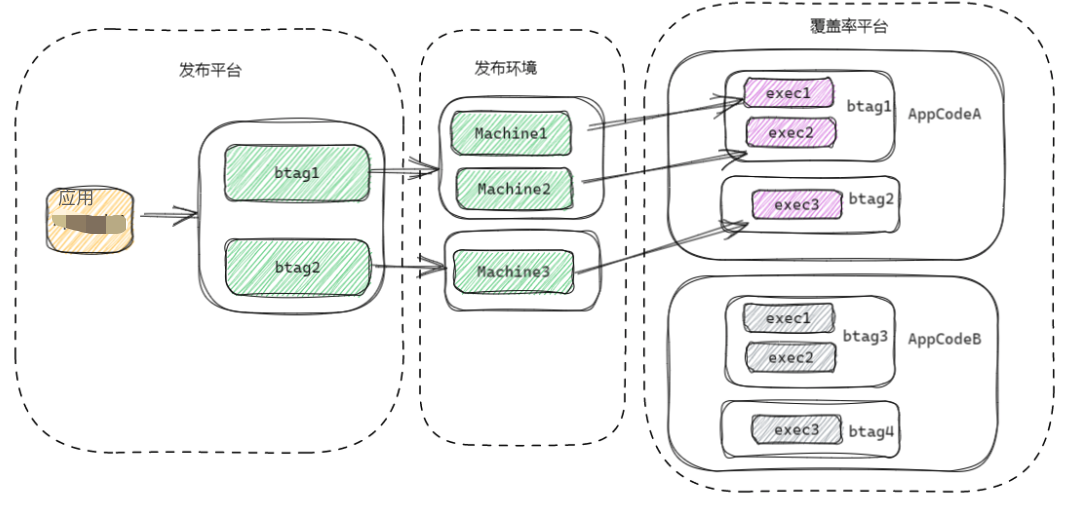 发布平台
应用
btag1
btag2
发布环境
Machine1
Machine2
Machine3
覆盖率平台
exec1
exec2
btag1
AppCodeA
exec3
btag2
exec1
exec2
btag3
AppCodeB
exec3
btag4